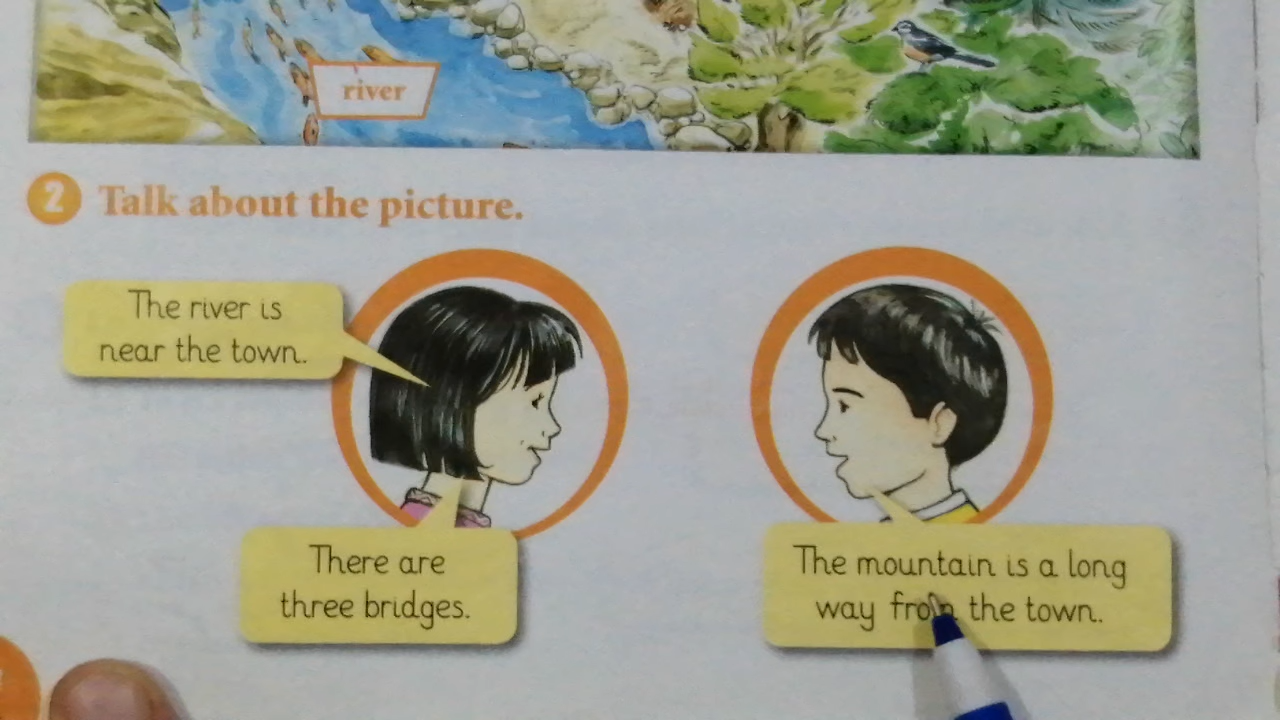 river
2 Talk about the picture.
The river is
near the town.
There are
three bridges.
The mountain is a long
way from the town.